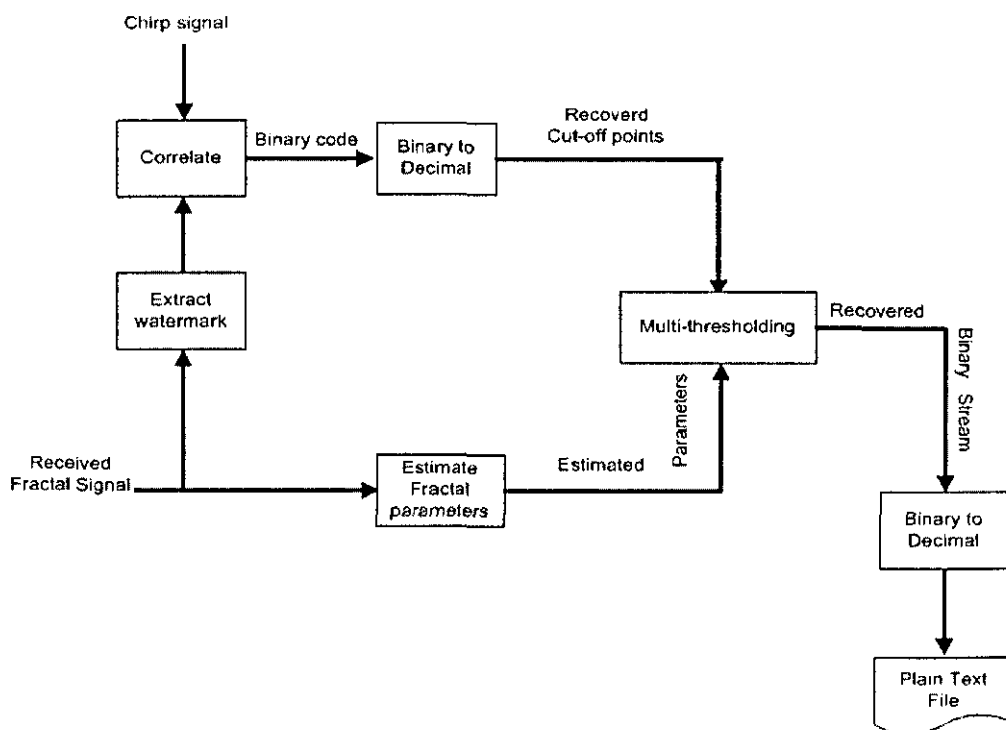 Chirp signal
Correlate
Binary code
Binary to
Decimal
Recoverd
Cut-off points
Extract
watermark
Multi-thresholding
Recovered
Binary Stream
Parameters
Received
Fractal Signal
Estimate
Fractal
parameters
Estimated
Binary to
Decimal
Plain Text
File